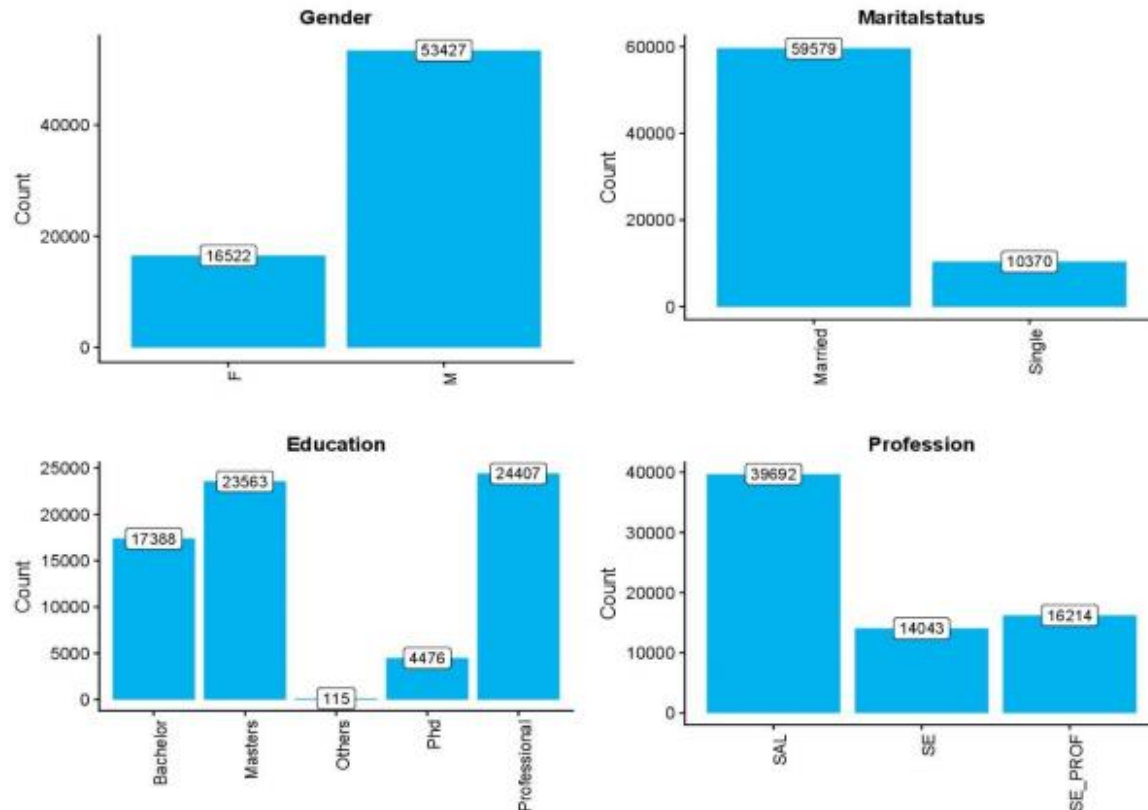 Gender
Count
40000
20000
0
53427
16522
F
M
Maritalstatus
Count
60000
40000
20000
0
59579
10370
Married
Single
Education
Count
25000
20000
15000
10000
5000
0
17388
23563
115
4476
24407
Bachelor
Masters
Others
Phd
Professional
Profession
Count
40000
30000
20000
10000
0
39692
14043
16214
SAL
SE
SE_PROF